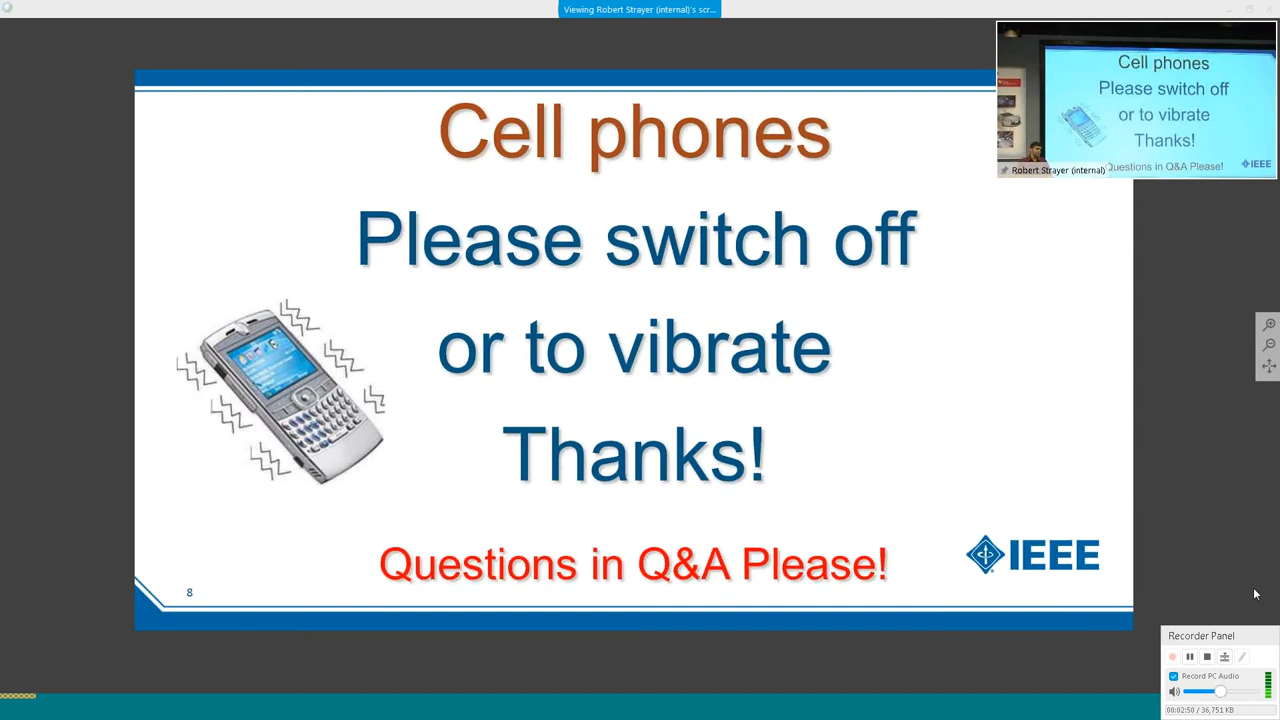 Viewing Robert Strayer (internal)'s scr...
Cell phones
Please switch off
or to vibrate
Thanks!
Questions in Q&A Please!
IEEE
8
Cell phones
Please switch off
or to vibrate
Thanks!
Questions in Q&A Please!
IEEE
Robert Strayer (internal)
Recorder Panel
Record PC Audio
00:02:50 / 36,751 KB